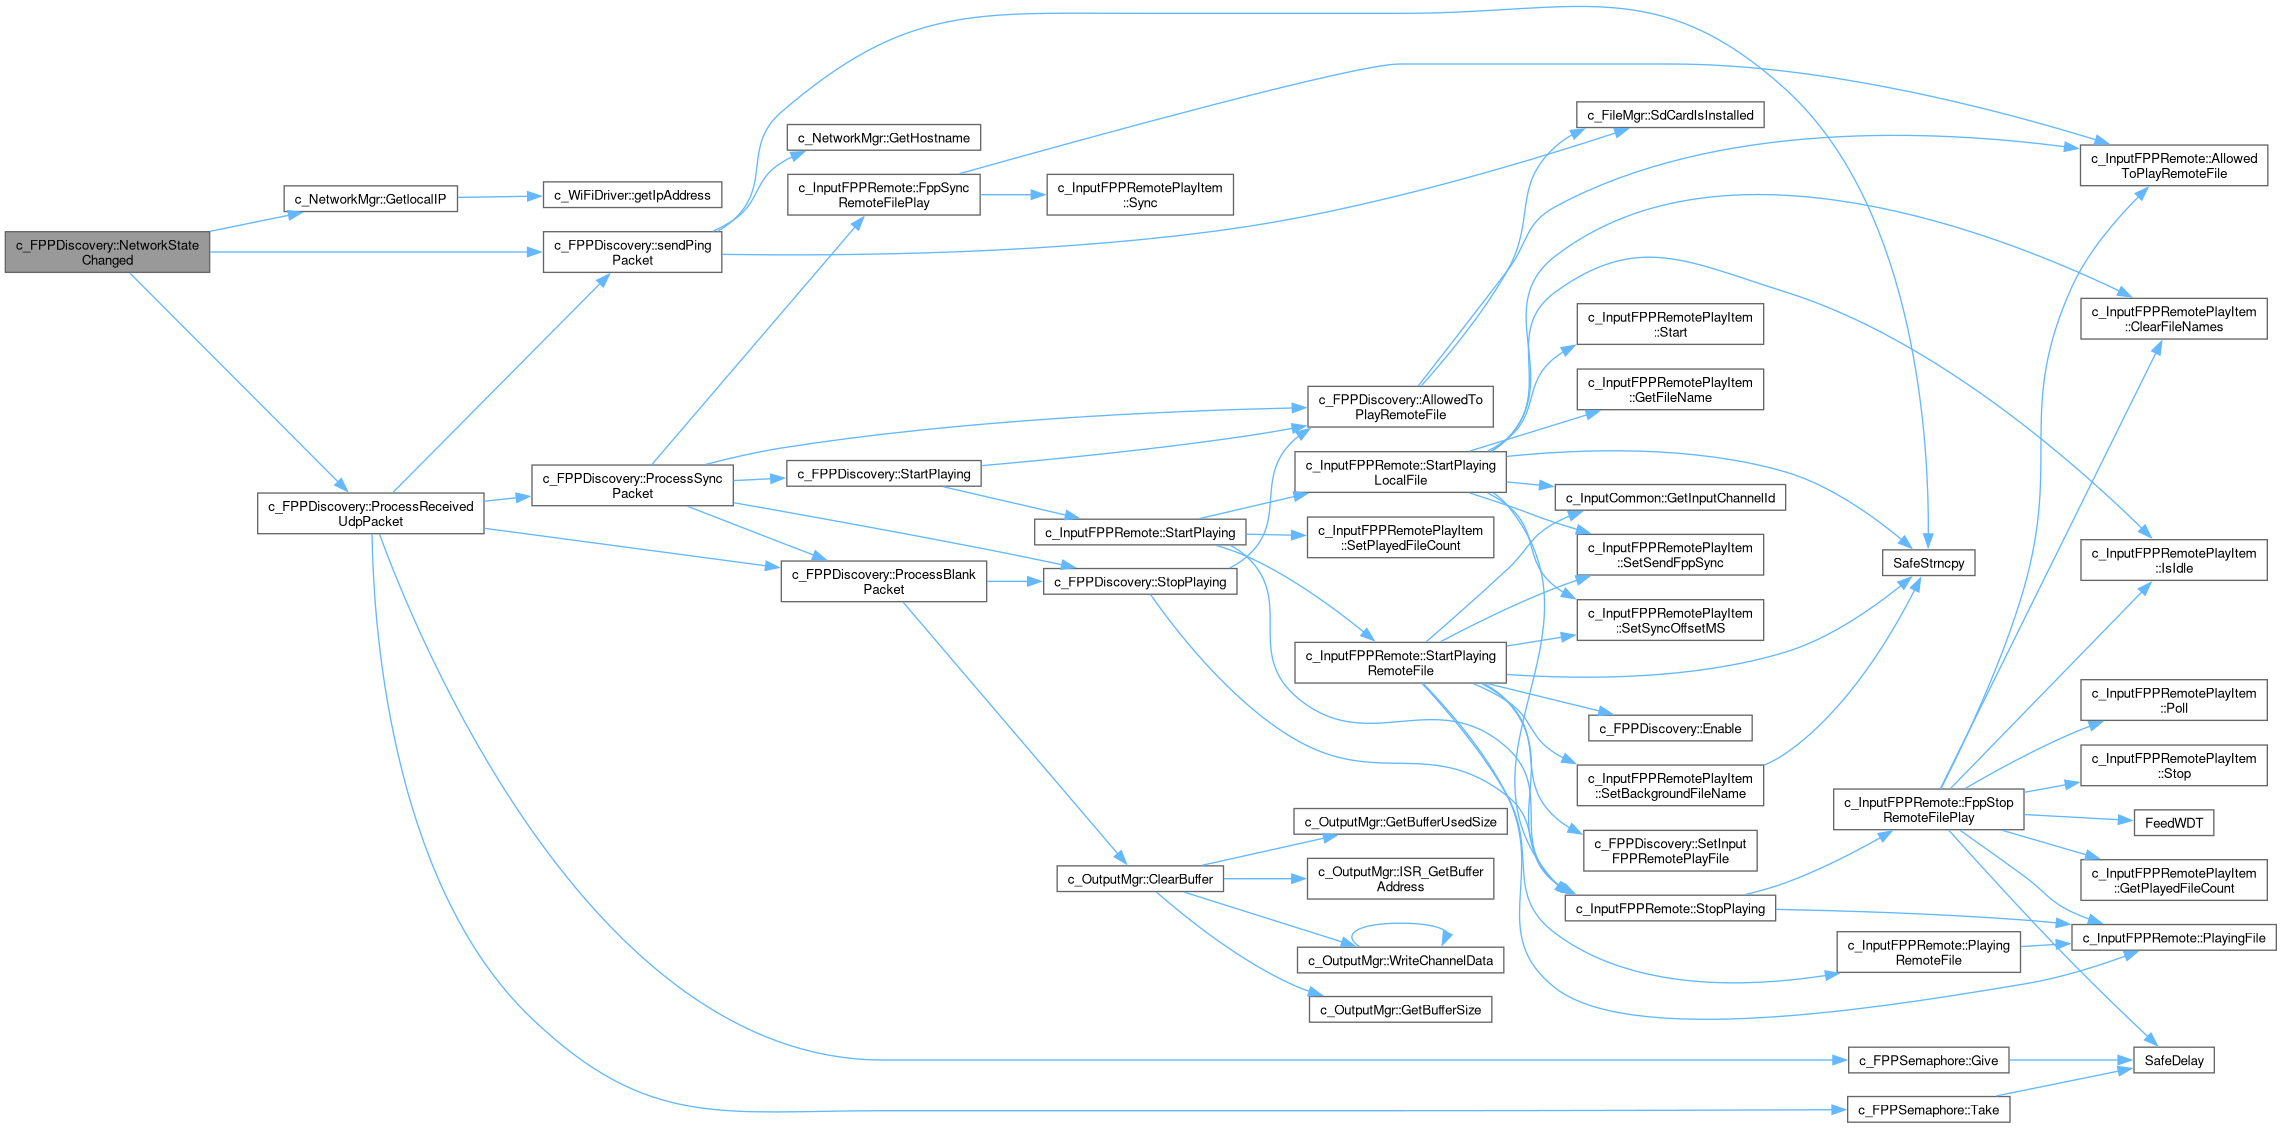 c_FPPDiscovery::NetworkState
Changed
c_NetworkMgr::GetlocalIP
c_FPPDiscovery::ProcessReceived
UdpPacket
c_WiFiDriver::getIpAddress
c_FPPDiscovery::sendPing
Packet
c_FPPDiscovery::ProcessSync
Packet
c_NetworkMgr::GetHostname
c_InputFPPRemote::FppSync
RemoteFilePlay
c_FPPDiscovery::StartPlaying
c_FPPDiscovery::ProcessBlank
Packet
c_InputFPPRemotePlayItem
::Sync
c_InputFPPRemote::StartPlaying
c_FPPDiscovery::StopPlaying
c_OutputMgr::ClearBuffer
c_FPPDiscovery::AllowedTo
PlayRemoteFile
c_InputFPPRemote::StartPlaying
LocalFile
c_InputFPPRemotePlayItem
::SetPlayedFileCount
c_InputFPPRemote::StartPlaying
RemoteFile
c_OutputMgr::GetBufferUsedSize
c_OutputMgr::ISR_GetBuffer
Address
c_OutputMgr::WriteChannelData
c_OutputMgr::GetBufferSize
c_FileMgr::SdCardIsInstalled
c_InputFPPRemotePlayItem
::Start
c_InputFPPRemotePlayItem
::GetFileName
c_InputCommon::GetInputChannelId
c_InputFPPRemotePlayItem
::SetSendFppSync
c_InputFPPRemotePlayItem
::SetSyncOffsetMS
c_FPPDiscovery::Enable
c_InputFPPRemotePlayItem
::SetBackgroundFileName
c_FPPDiscovery::SetInput
FPPRemotePlayFile
c_InputFPPRemote::StopPlaying
SafeStrncpy
c_InputFPPRemote::FppStop
RemoteFilePlay
c_InputFPPRemote::Playing
RemoteFile
c_FPPSemaphore::Give
c_FPPSemaphore::Take
c_InputFPPRemote::Allowed
ToPlayRemoteFile
c_InputFPPRemotePlayItem
::ClearFileNames
c_InputFPPRemotePlayItem
::IsIdle
c_InputFPPRemotePlayItem
::Poll
c_InputFPPRemotePlayItem
::Stop
FeedWDT
c_InputFPPRemotePlayItem
::GetPlayedFileCount
c_InputFPPRemote::PlayingFile
SafeDelay